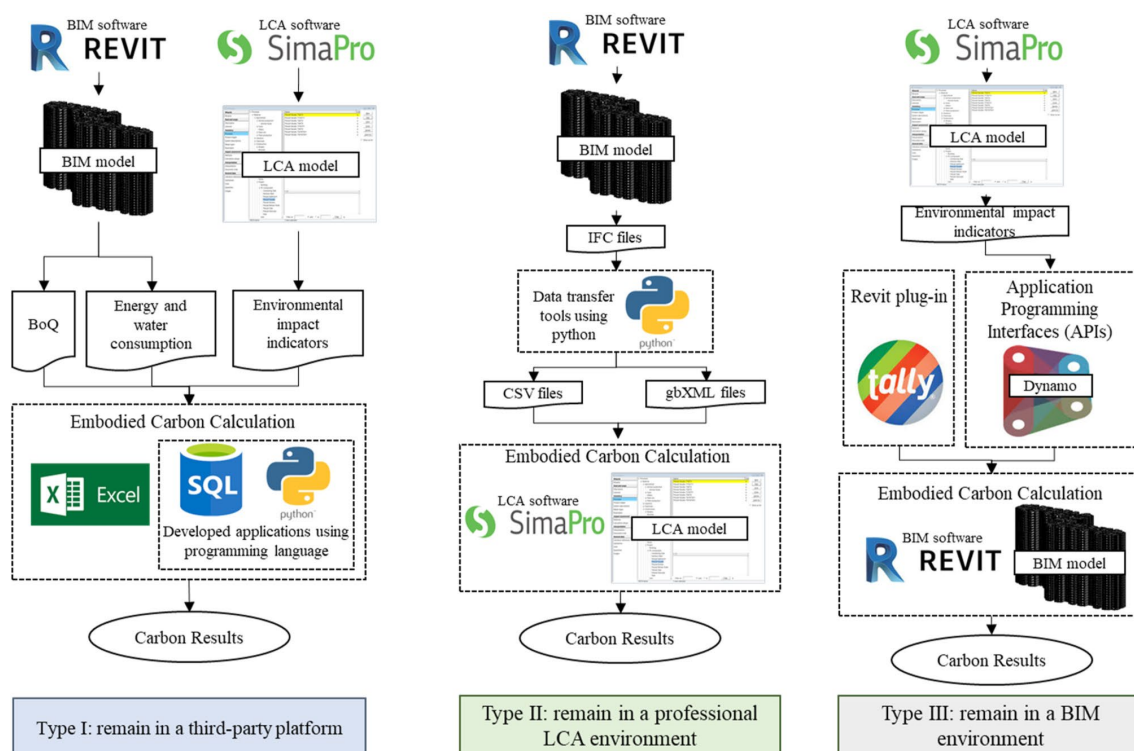 BIM software
REVIT
LCA software
SimaPro
BIM model
LCA model
BoQ
Energy and
water
consumption
Environmental
impact
indicators
Embodied Carbon Calculation
Excel
SQL
python
Developed applications using
programming language
Carbon Results
Type I: remain in a third-party platform
BIM software
REVIT
BIM model
IFC files
Data transfer
tools using
python
python
CSV files
gbXML files
Embodied Carbon Calculation
LCA software
SimaPro
LCA model
Carbon Results
Type II: remain in a professional
LCA environment
LCA software
SimaPro
LCA model
Environmental impact
indicators
Revit plug-in
tally
Application
Programming
Interfaces (APIs)
Dynamo
Embodied Carbon Calculation
BIM software
REVIT
BIM model
Carbon Results
Type III: remain in a BIM
environment